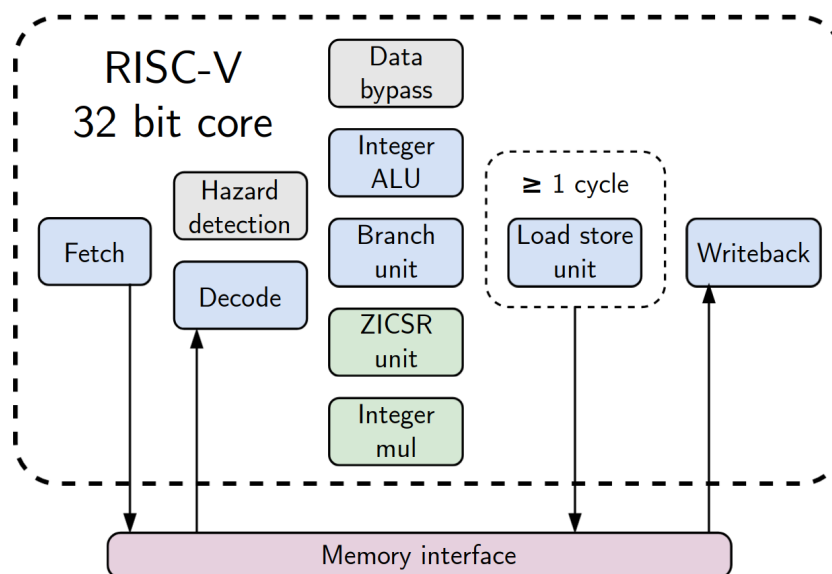 RISC-V
32 bit core
Data
bypass
Integer
ALU
Hazard
detection
≥ 1 cycle
Fetch
Branch
unit
Load store
unit
Writeback
Decode
ZICSR
unit
Integer
mul
Memory interface